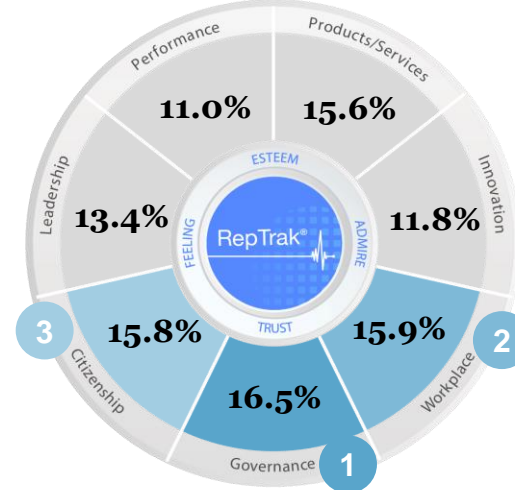 Performance
Products/Services
11.0%
15.6%
Leadership
Innovation
13.4%
11.8%
ESTEEM
FEELING
ADMIRE
RepTrak®
TRUST
3
15.8%
15.9%
2
Citizenship
Workplace
16.5%
Governance
1